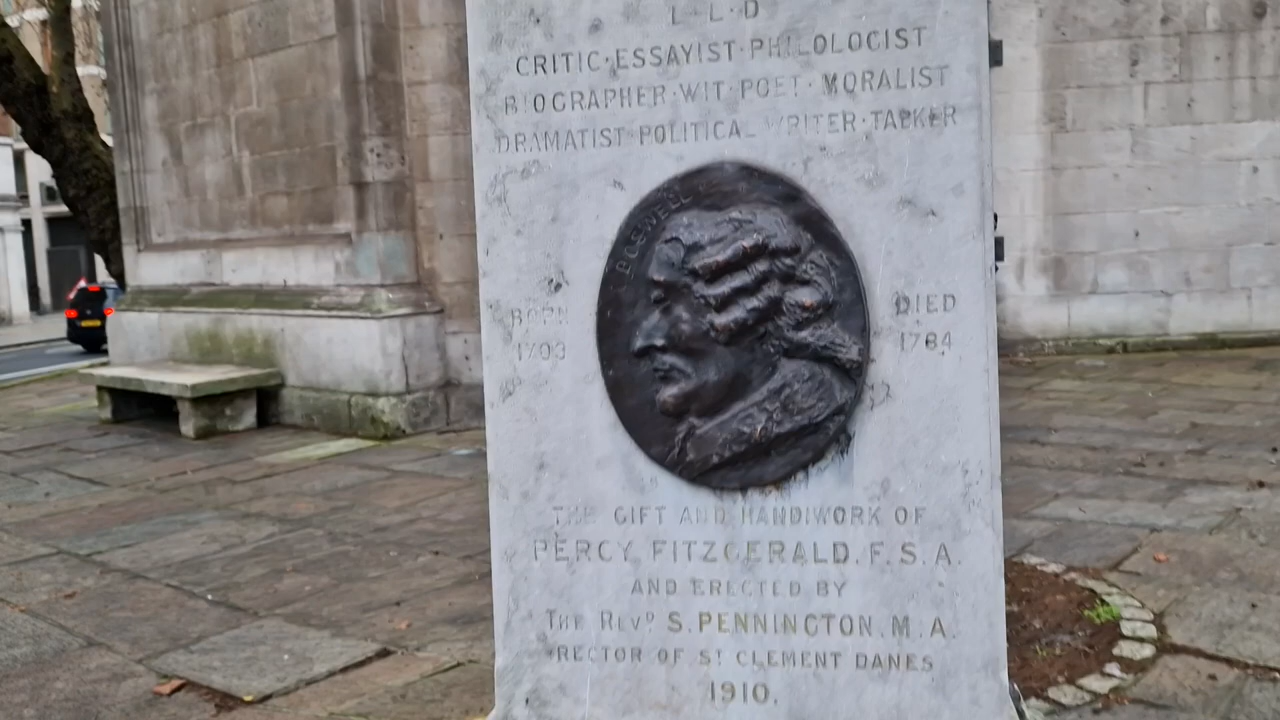 L·L·D
CRITIC·ESSAYIST·PHILOLOGIST
BIOGRAPHER·WIT·POET·MORALIST
DRAMATIST·POLITICAL WRITER·TALKER
BOSWELL
BORN
1703
DIED
1784
THE GIFT AND HANDIWORK OF
PERCY FITZGERALD. F. S. A.
AND ERECTED BY
THE REVD S. PENNINGTON. M. A.
RECTOR OF ST CLEMENT DANES
1910.